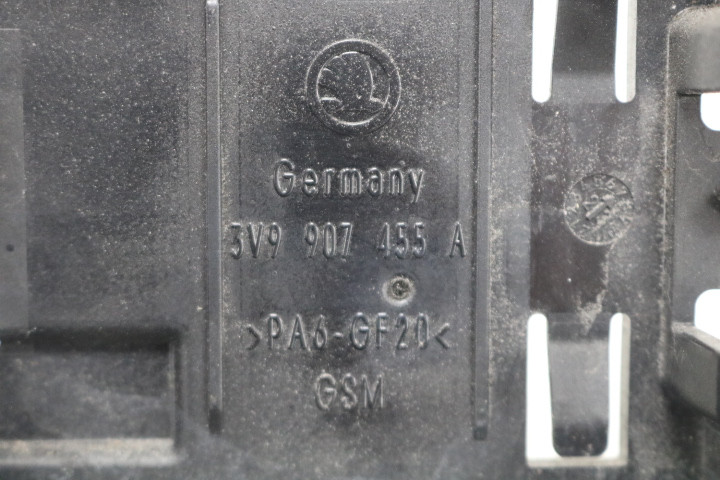 Germany
3V9 907 455 A
>PA6-GF20<
GSM